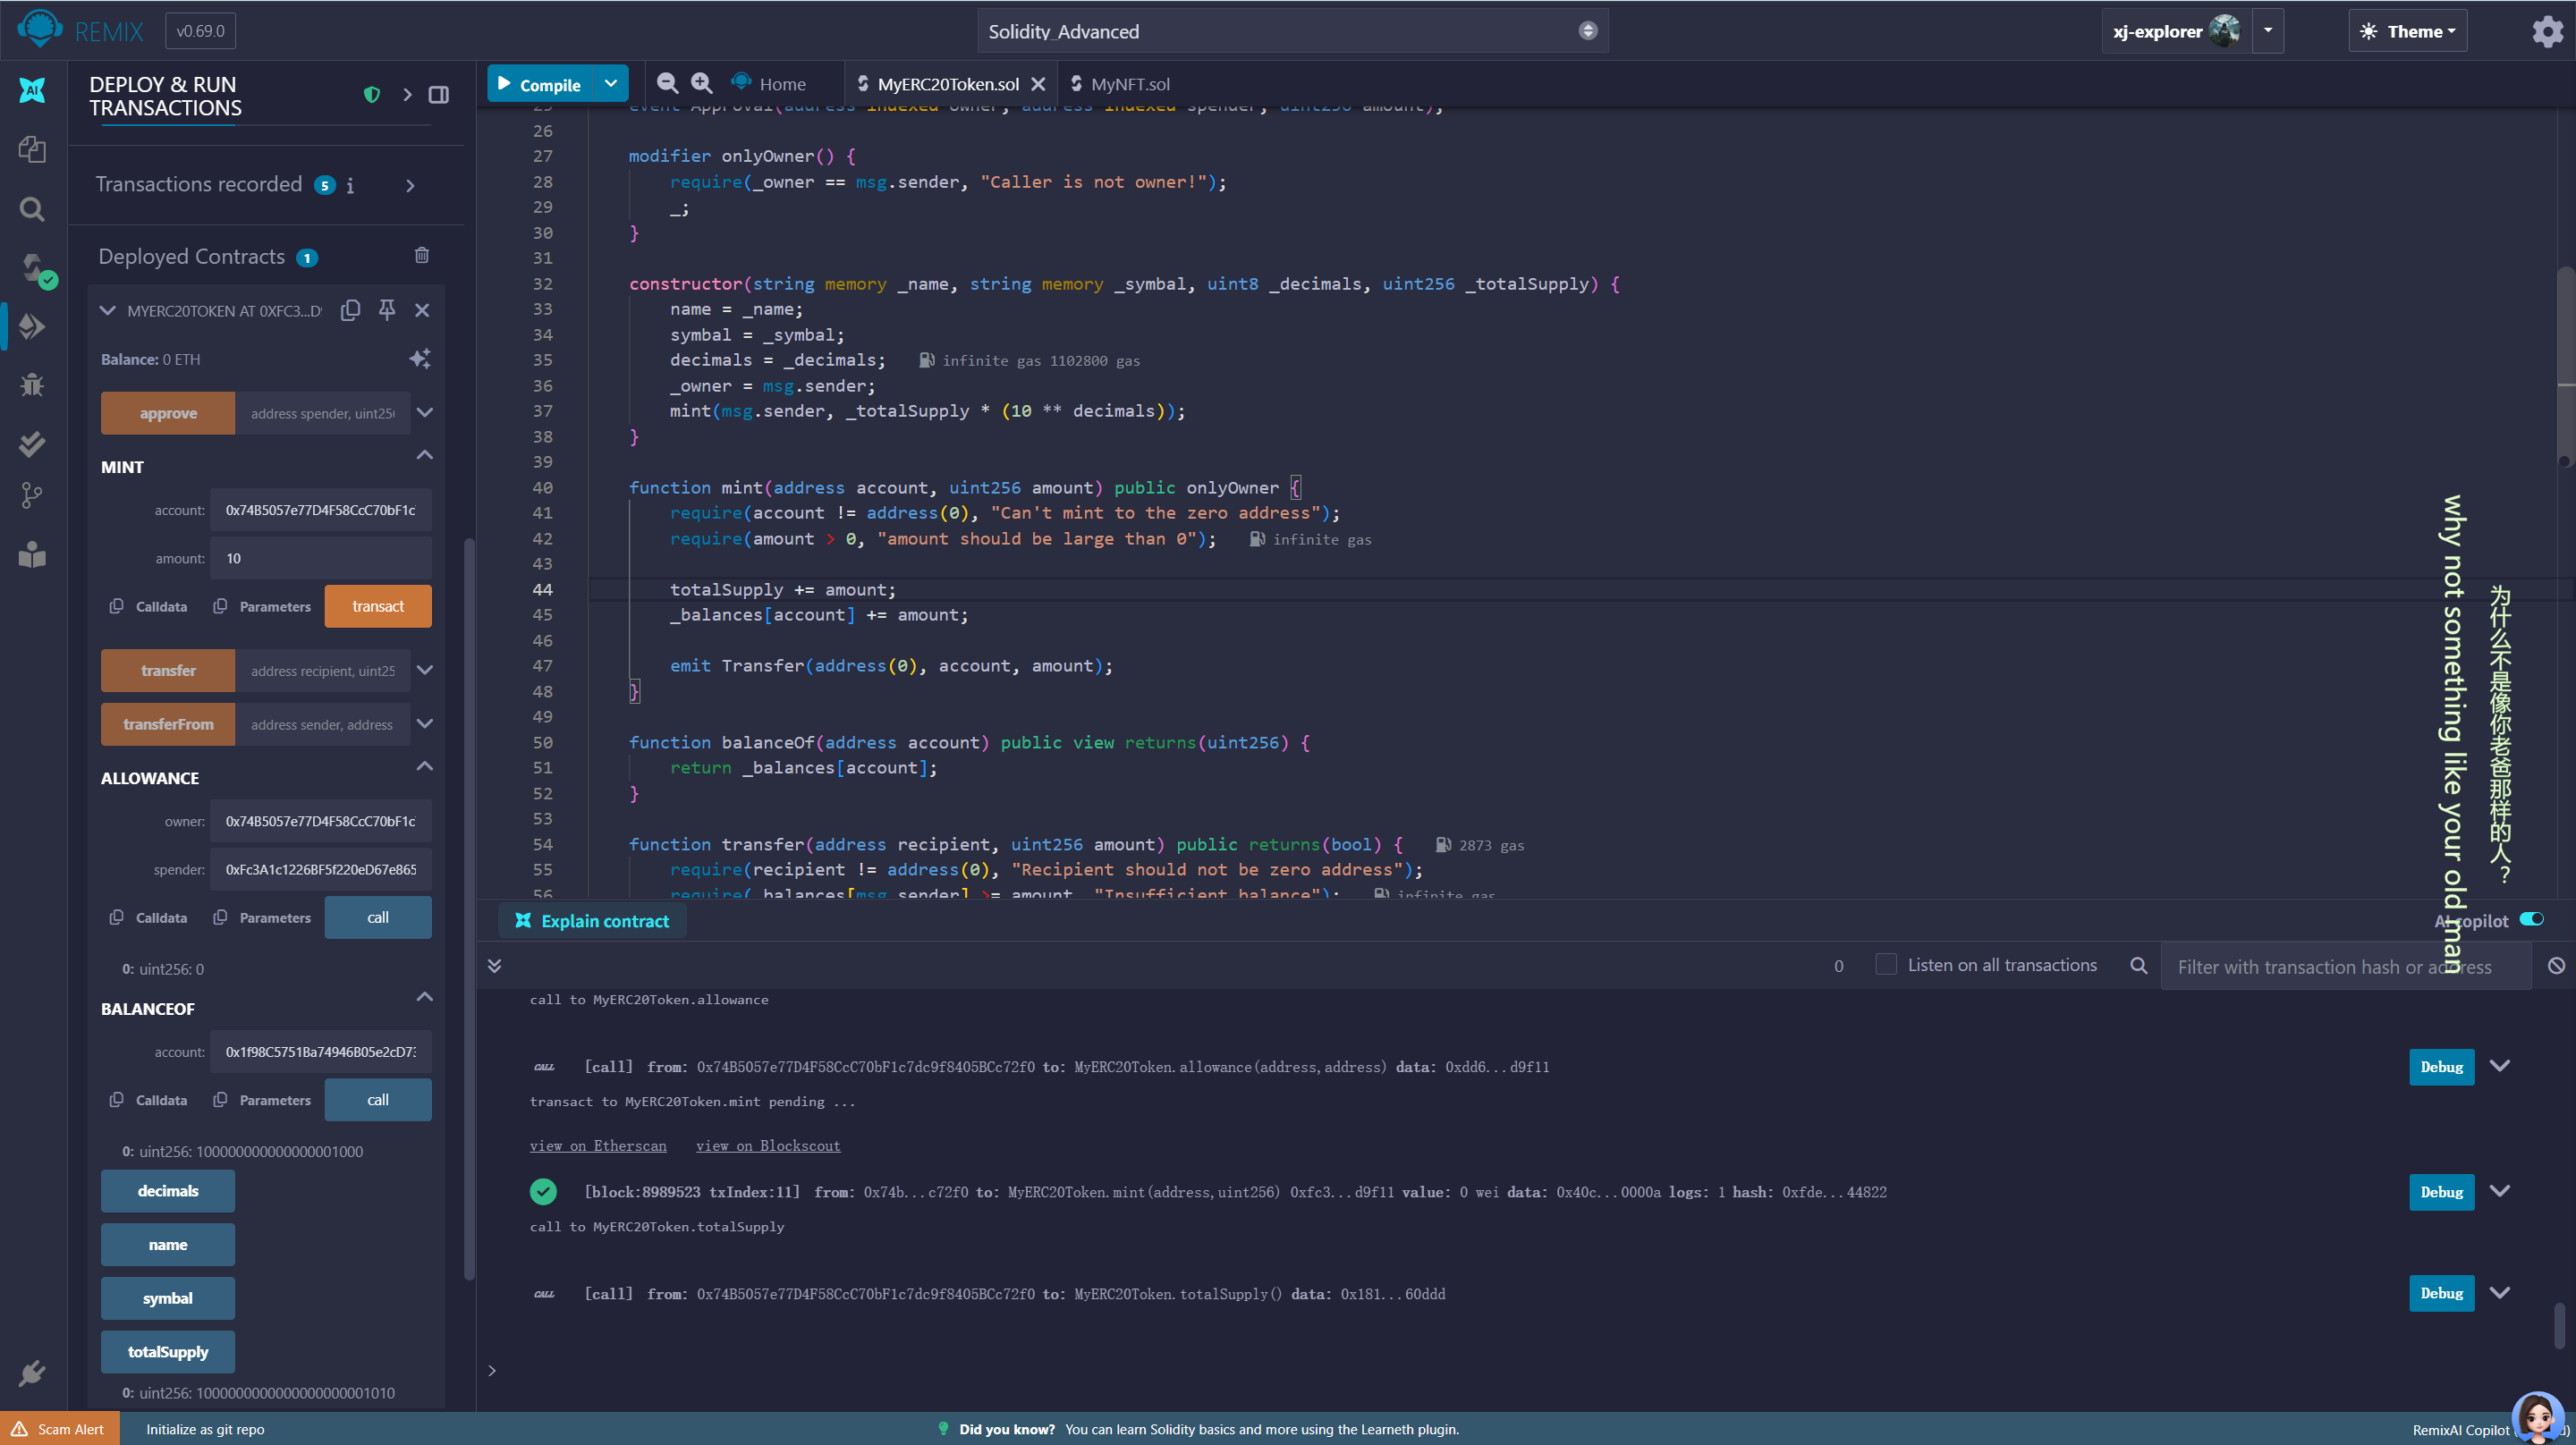 REMIX v0.69.0
Solidity_Advanced
xj-explorer
Theme
DEPLOY & RUN
TRANSACTIONS
Transactions recorded 5 i
Deployed Contracts 1
MYERC20TOKEN AT 0XFC3...D
Balance: 0 ETH
approve address spender, uint25
MINT
account: 0x74B5057e77D4F58CcC70bF1c
amount: 10
Calldata Parameters transact
transfer address recipient, uint25
transferFrom address sender, address
ALLOWANCE
owner: 0x74B5057e77D4F58CcC70bF1c
spender: 0xFc3A1c1226BF5f220eD67e865
Calldata Parameters call
0: uint256: 0
BALANCEOF
account: 0x1f98C5751Ba74946B05e2cD73
Calldata Parameters call
0: uint256: 100000000000000001000
decimals
name
symbal
totalSupply
0: uint256: 1000000000000000000001010
Compile
Home
MyERC20Token.sol
MyNFT.sol
25 event Approval(address indexed owner, address indexed spender, uint256 amount);
26
27 modifier onlyOwner() {
28 require(_owner == msg.sender, "Caller is not owner!");
29 _;
30 }
31
32 constructor(string memory _name, string memory _symbal, uint8 _decimals, uint256 _totalSupply) {
33 name = _name;
34 symbal = _symbal;
35 decimals = _decimals; infinite gas 1102800 gas
36 _owner = msg.sender;
37 mint(msg.sender, _totalSupply * (10 ** decimals));
38 }
39
40 function mint(address account, uint256 amount) public onlyOwner {
41 require(account != address(0), "Can't mint to the zero address");
42 require(amount > 0, "amount should be large than 0"); infinite gas
43
44 totalSupply += amount;
45 _balances[account] += amount;
46
47 emit Transfer(address(0), account, amount);
48 }
49
50 function balanceOf(address account) public view returns(uint256) {
51 return _balances[account];
52 }
53
54 function transfer(address recipient, uint256 amount) public returns(bool) { 2873 gas
55 require(recipient != address(0), "Recipient should not be zero address");
56 require(_balances[msg.sender] >= amount, "Insufficient balance"); infinite gas
为什么不是像你老爸那样的人？
why not something like your old man
Explain contract
AI copilot
0 Listen on all transactions Filter with transaction hash or address
call to MyERC20Token.allowance
CALL [call] from: 0x74B5057e77D4F58CcC70bF1c7dc9f8405BCc72f0 to: MyERC20Token.allowance(address,address) data: 0xdd6...d9f11 Debug
transact to MyERC20Token.mint pending ...
view on Etherscan view on Blockscout
[block:8989523 txIndex:11] from: 0x74b...c72f0 to: MyERC20Token.mint(address,uint256) 0xfc3...d9f11 value: 0 wei data: 0x40c...0000a logs: 1 hash: 0xfde...44822 Debug
call to MyERC20Token.totalSupply
CALL [call] from: 0x74B5057e77D4F58CcC70bF1c7dc9f8405BCc72f0 to: MyERC20Token.totalSupply() data: 0x181...60ddd Debug
>
Scam Alert Initialize as git repo
Did you know? You can learn Solidity basics and more using the Learneth plugin.
RemixAI Copilot